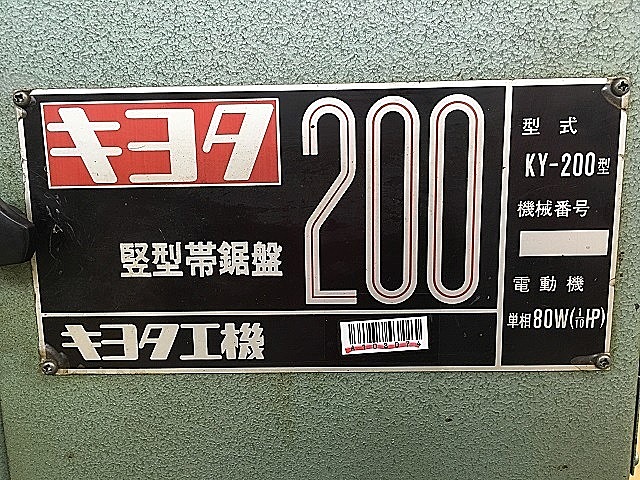 キヨタ
200
竪型帯鋸盤
キヨタ工機
型式
KY-200型
機械番号
電動機
単相80W(1/10HP)